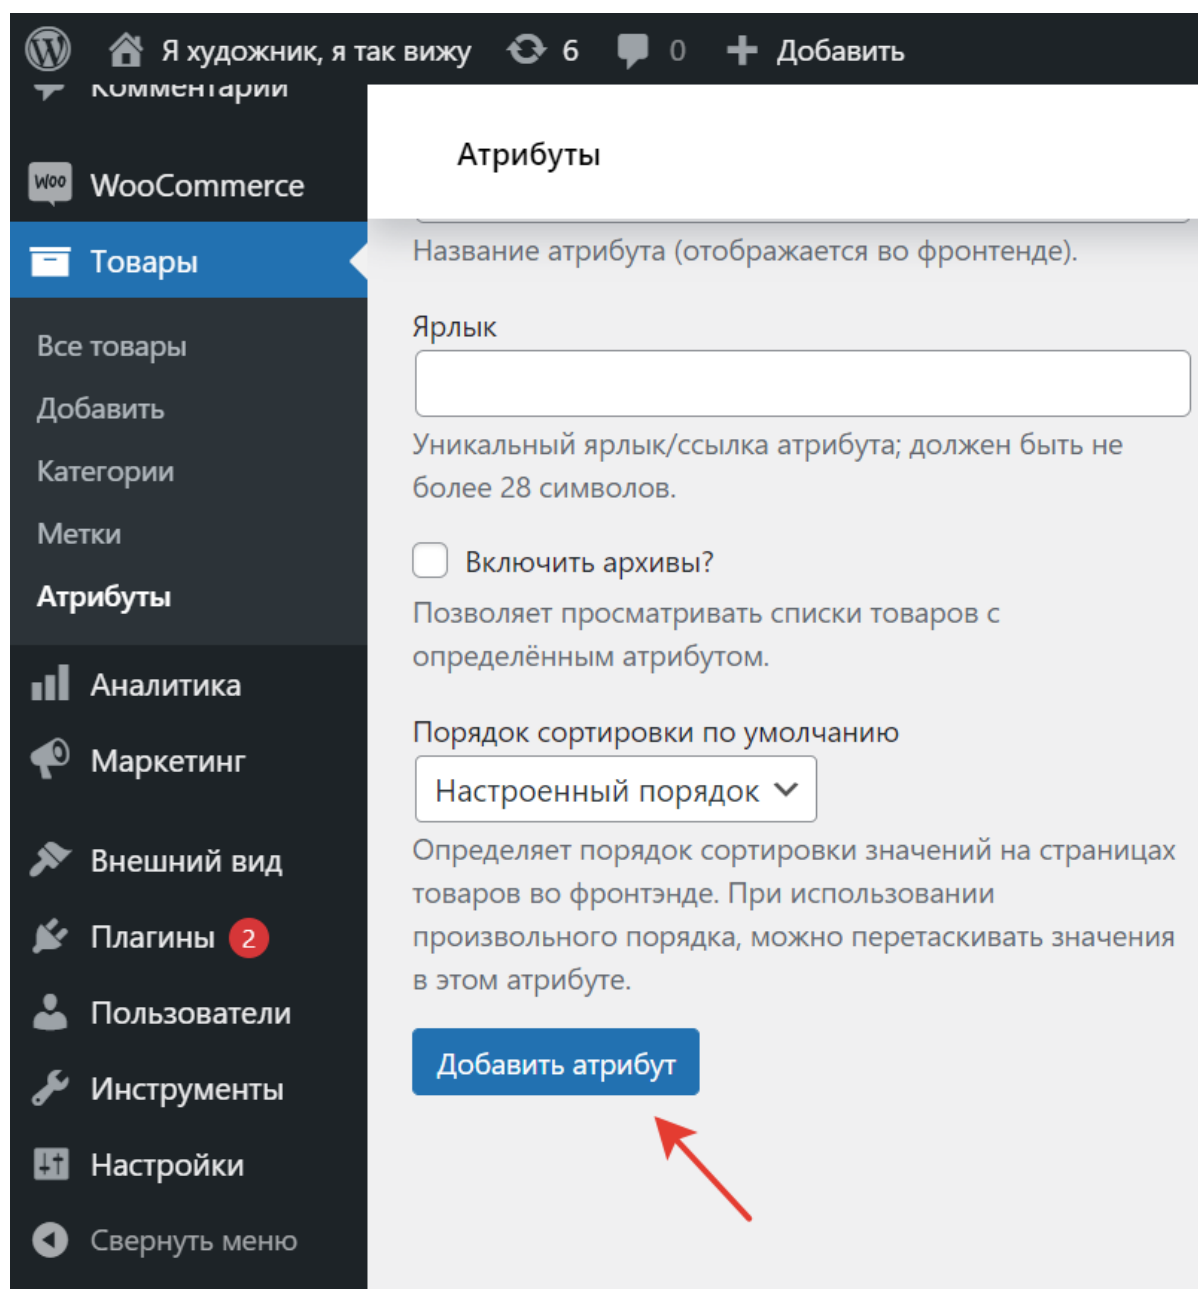 Я художник, я так вижу 6 0 Добавить
Комментарии
Woo WooCommerce
Товары
Все товары
Добавить
Категории
Метки
Атрибуты
Аналитика
Маркетинг
Внешний вид
Плагины 2
Пользователи
Инструменты
Настройки
Свернуть меню
Атрибуты
Название атрибута (отображается во фронтенде).
Ярлык
Уникальный ярлык/ссылка атрибута; должен быть не
более 28 символов.
Включить архивы?
Позволяет просматривать списки товаров с
определённым атрибутом.
Порядок сортировки по умолчанию
Настроенный порядок
Определяет порядок сортировки значений на страницах
товаров во фронтэнде. При использовании
произвольного порядка, можно перетаскивать значения
в этом атрибуте.
Добавить атрибут